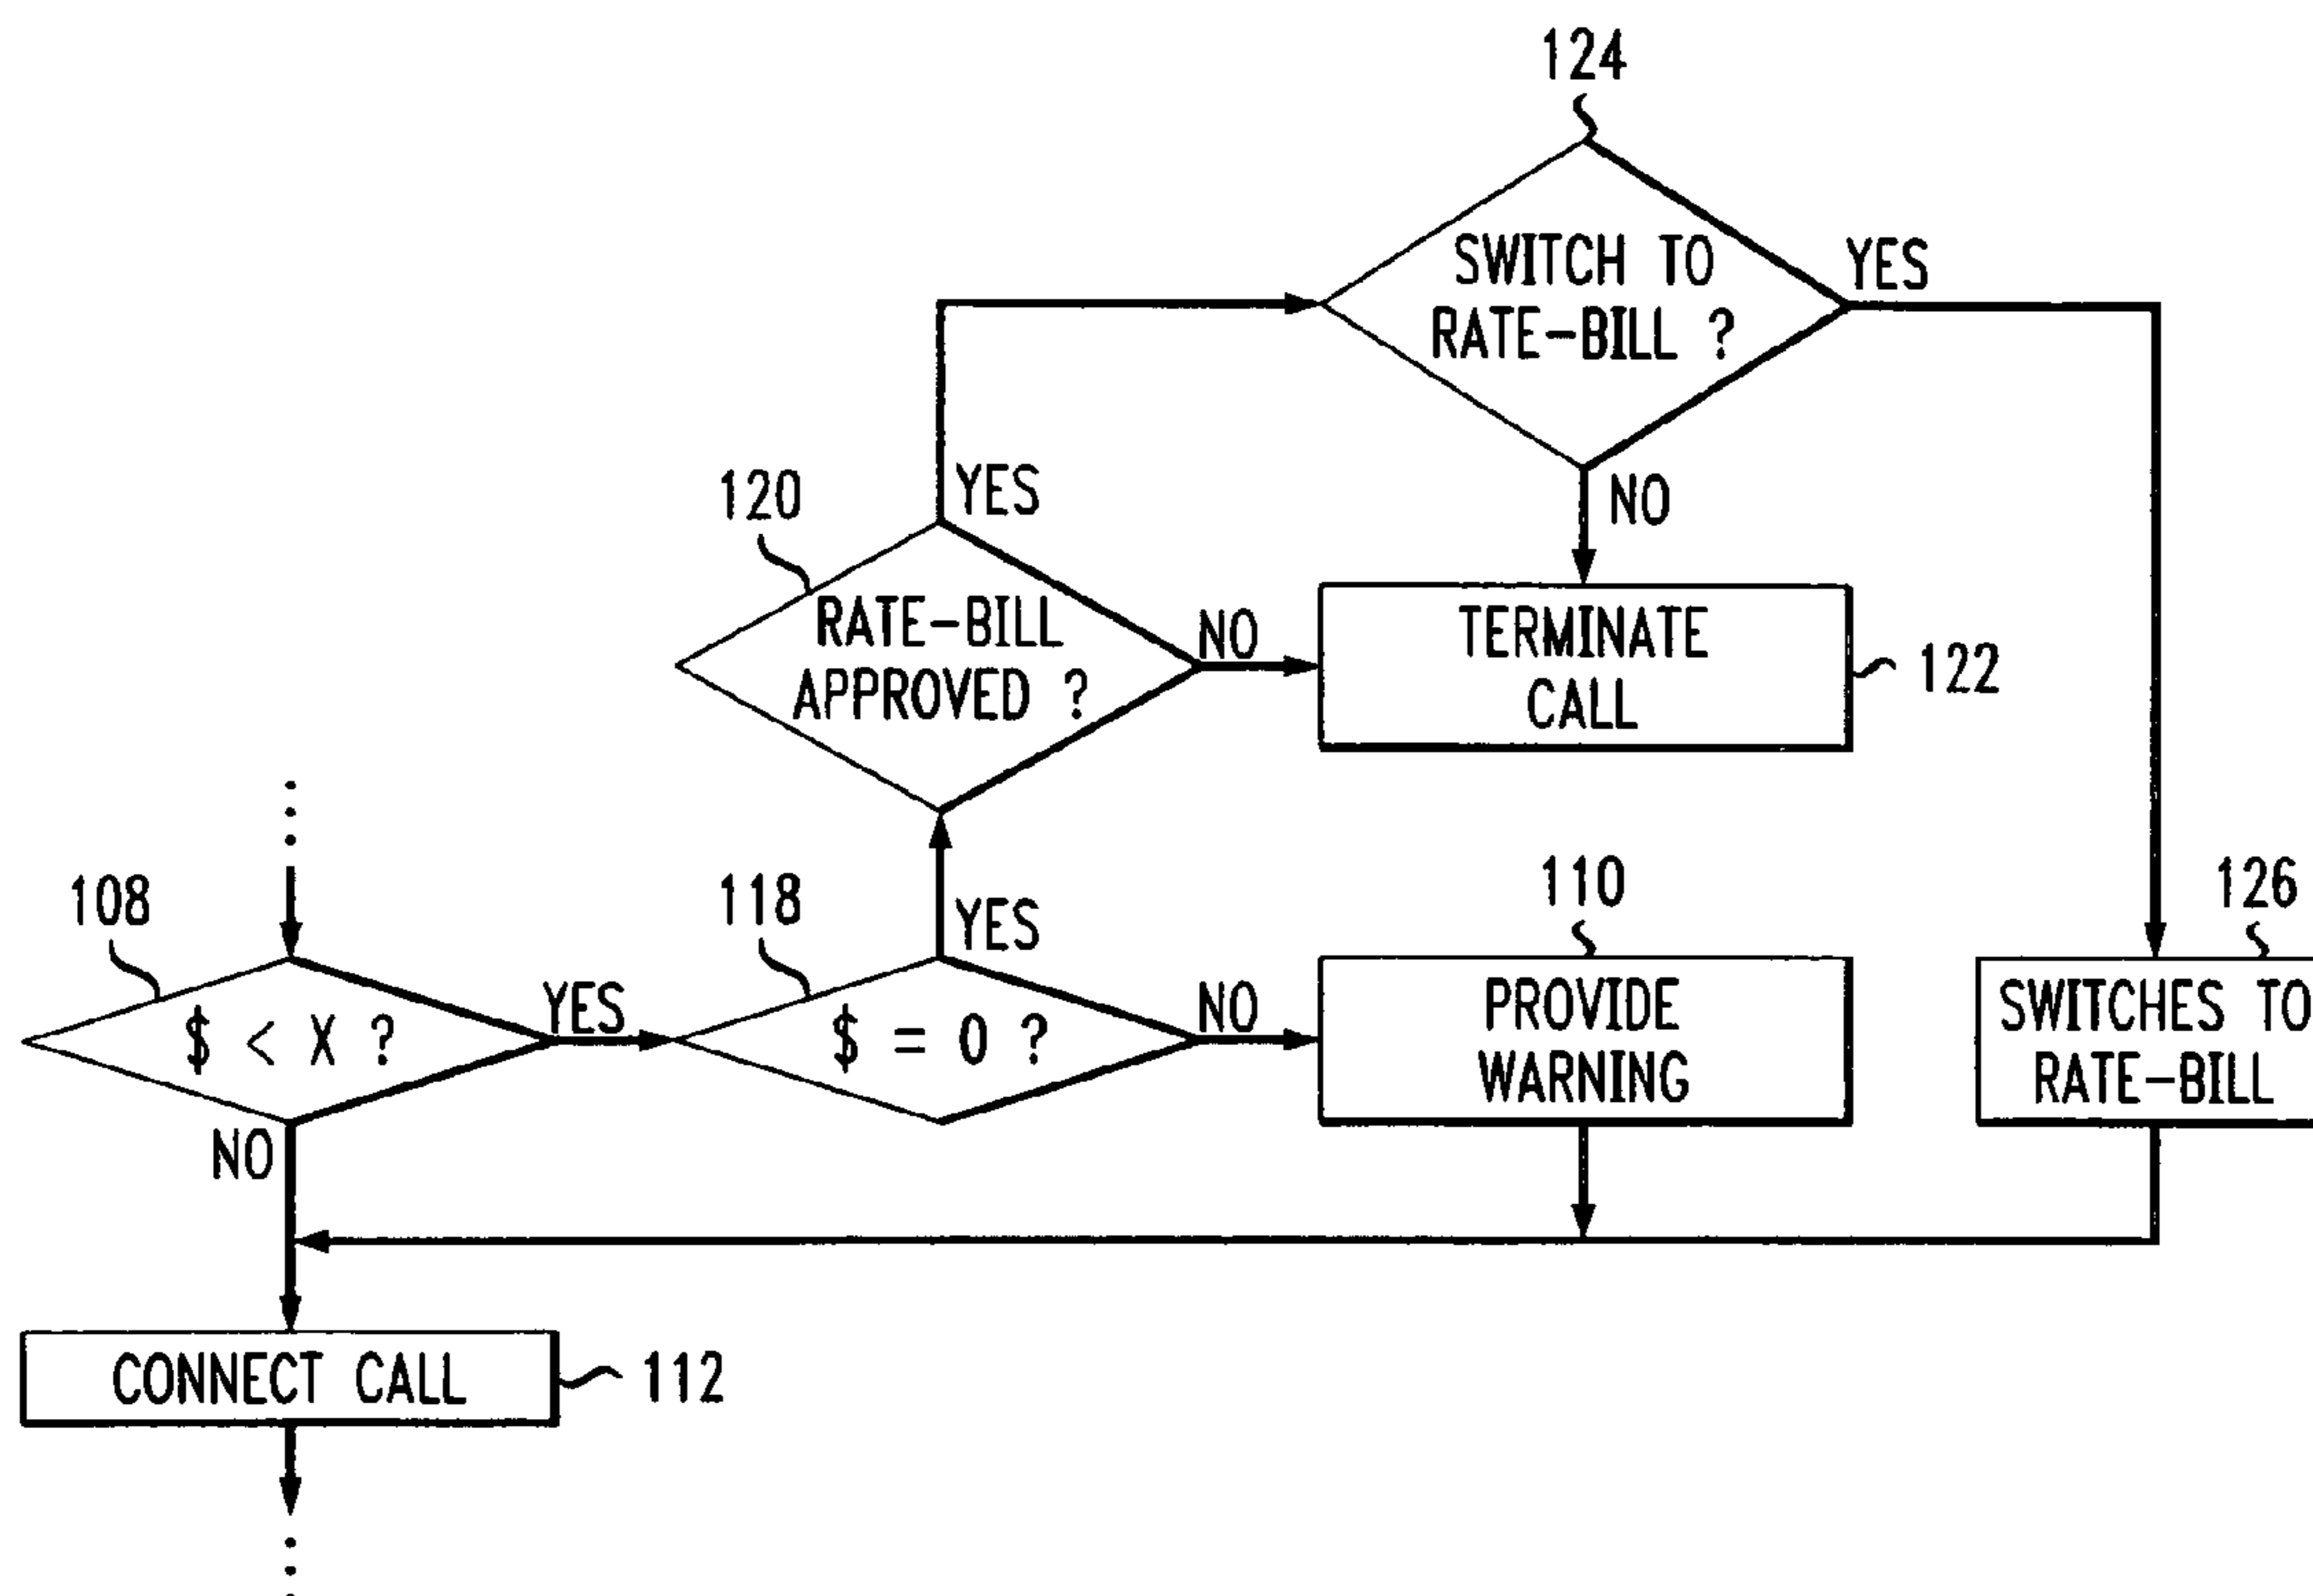 124
SWITCH TO
RATE-BILL ?
YES
NO
120
YES
RATE-BILL
APPROVED ?
NO
TERMINATE
CALL
122
108
$ < X ?
YES
NO
118
YES
$ = 0 ?
NO
110
PROVIDE
WARNING
126
SWITCHES TO
RATE-BILL
CONNECT CALL
112